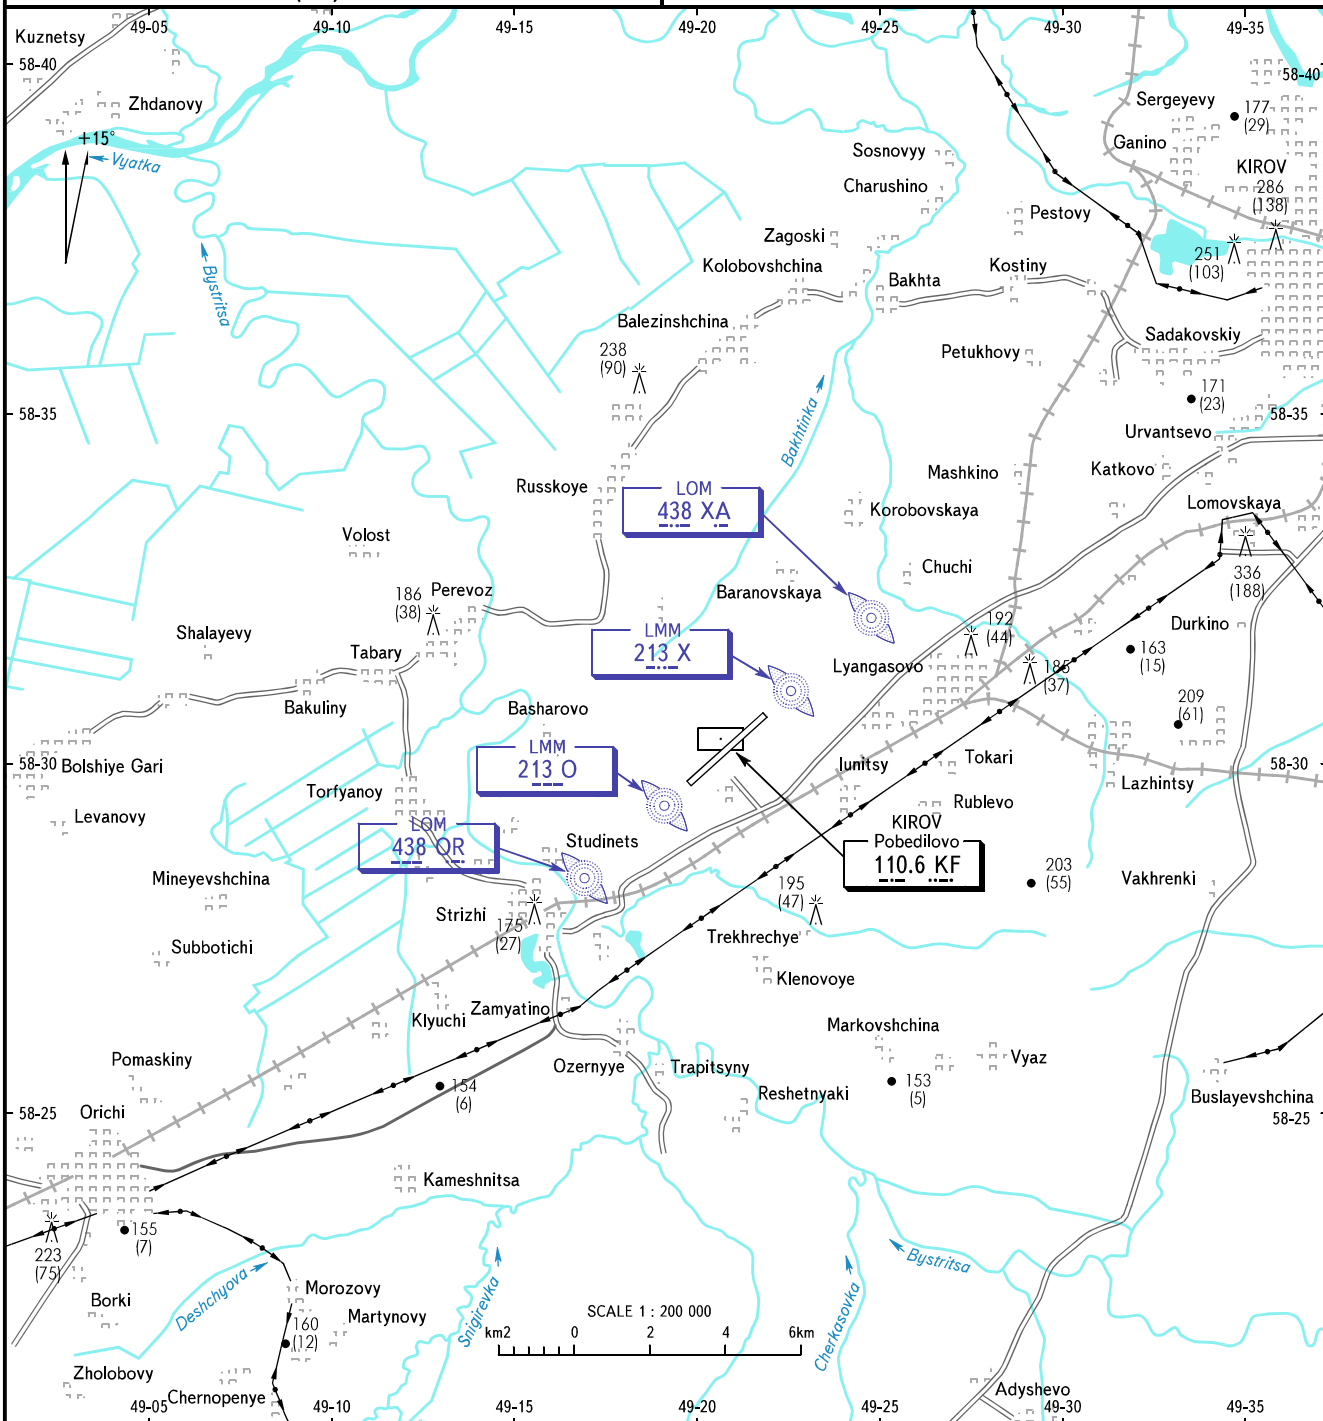 49-05
49-10
49-15
49-20
49-25
49-30
49-35
Kuznetsy
58-40
58-40
Zhdanovy
Sergeyevy
177
(29)
+15°
Ganino
Vyatka
Sosnovyy
KIROV
286
(138)
Charushino
Pestovy
Zagoski
251
(103)
Kolobovshchina
Kostiny
Bakhta
Bystritsa
Balezinshchina
Sadakovskiy
238
(90)
Petukhovy
171
(23)
58-35
58-35
Bakhtinka
Urvantsevo
Mashkino
Katkovo
Russkoye
LOM
438 XA
Lomovskaya
Korobovskaya
Volost
Chuchi
336
(188)
186
(38)
Perevoz
Baranovskaya
192
(44)
Durkino
Shalayevy
LMM
213 X
163
(15)
Tabary
Lyangasovo
185
(37)
Bakuliny
209
(61)
Basharovo
LMM
213 O
Bolshiye Gari
58-30
58-30
Iunitsy
Tokari
Lazhintsy
Torfyanoy
Rublevo
Levanovy
LOM
438 QR
KIROV
Pobedilovo
110.6 KF
Studinets
203
(55)
Mineyevshchina
195
(47)
Vakhrenki
Strizhi
175
(27)
Trekhrechye
Subbotichi
Klenovoye
Klyuchi
Zamyatino
Markovshchina
Vyaz
Pomaskiny
Ozernyye
Trapitsyny
154
(6)
Reshetnyaki
153
(5)
Buslayevshchina
Orichi
58-25
58-25
Kameshnitsa
155
(7)
223
(75)
Bystritsa
Deshchyova
Snigirevka
Cherkasovka
Morozovy
Borki
SCALE 1 : 200 000
160
(12)
Martynovy
km2
0
2
4
6km
Zholobovy
Chernopenye
Adyshevo
49-05
49-10
49-15
49-20
49-25
49-30
49-35